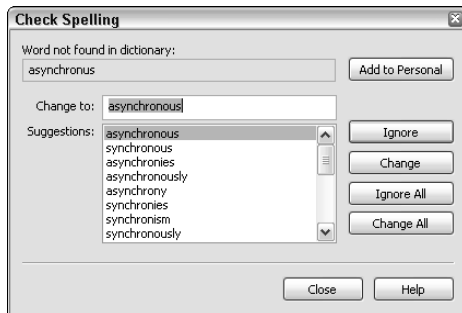 Check Spelling
Word not found in dictionary:
asynchronus
Add to Personal
Change to: asynchronous
Suggestions: asynchronous
synchronous
asynchronies
asynchronously
asynchrony
synchronies
synchronism
synchronously
Ignore
Change
Ignore All
Change All
Close Help